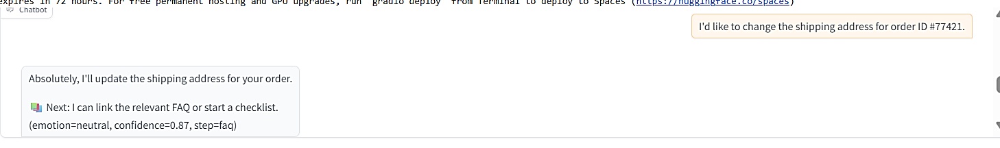 expires in 72 hours. For free permanent hosting and GPU upgrades, run `gradio deploy` from Terminal to deploy to Spaces (https://huggingface.co/spaces)
Chatbot
I'd like to change the shipping address for order ID #77421.
Absolutely, I'll update the shipping address for your order.
Next: I can link the relevant FAQ or start a checklist.
(emotion=neutral, confidence=0.87, step=faq)